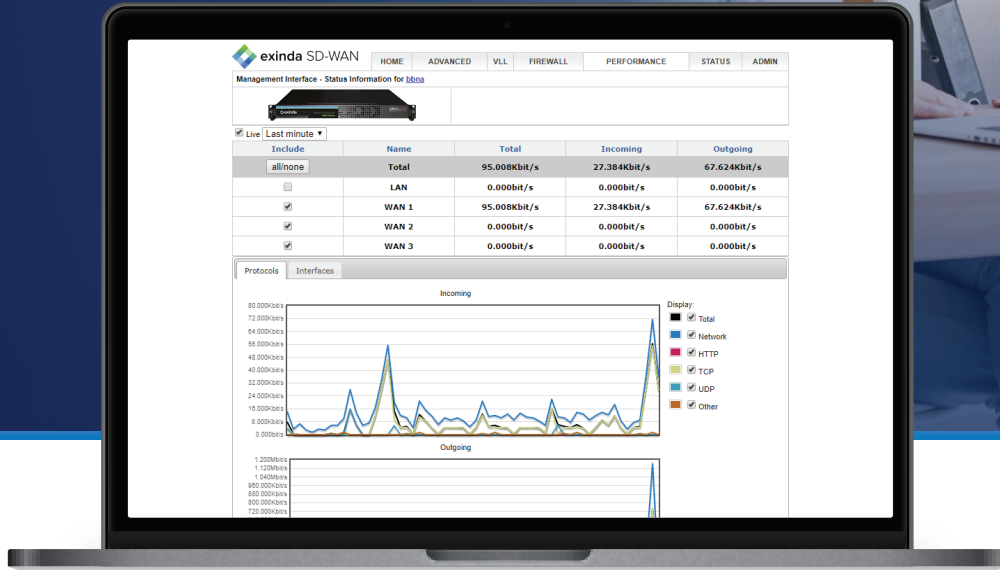 exinda SD-WAN
HOME ADVANCED VLL FIREWALL PERFORMANCE STATUS ADMIN
Management Interface - Status Information for bbna
exinda
Live Last minute
Include Name Total Incoming Outgoing
all/none Total 95.008Kbit/s 27.384Kbit/s 67.624Kbit/s
LAN 0.000bit/s 0.000bit/s 0.000bit/s
WAN 1 95.008Kbit/s 27.384Kbit/s 67.624Kbit/s
WAN 2 0.000bit/s 0.000bit/s 0.000bit/s
WAN 3 0.000bit/s 0.000bit/s 0.000bit/s
Protocols Interfaces
Incoming
80.000Kbit/s
72.000Kbit/s
64.000Kbit/s
56.000Kbit/s
48.000Kbit/s
40.000Kbit/s
32.000Kbit/s
24.000Kbit/s
16.000Kbit/s
8.000Kbit/s
0.000bit/s
Display:
Total
Network
HTTP
TCP
UDP
Other
Outgoing
1.200Mbit/s
1.120Mbit/s
1.040Mbit/s
960.000Kbit/s
880.000Kbit/s
800.000Kbit/s
720.000Kbit/s